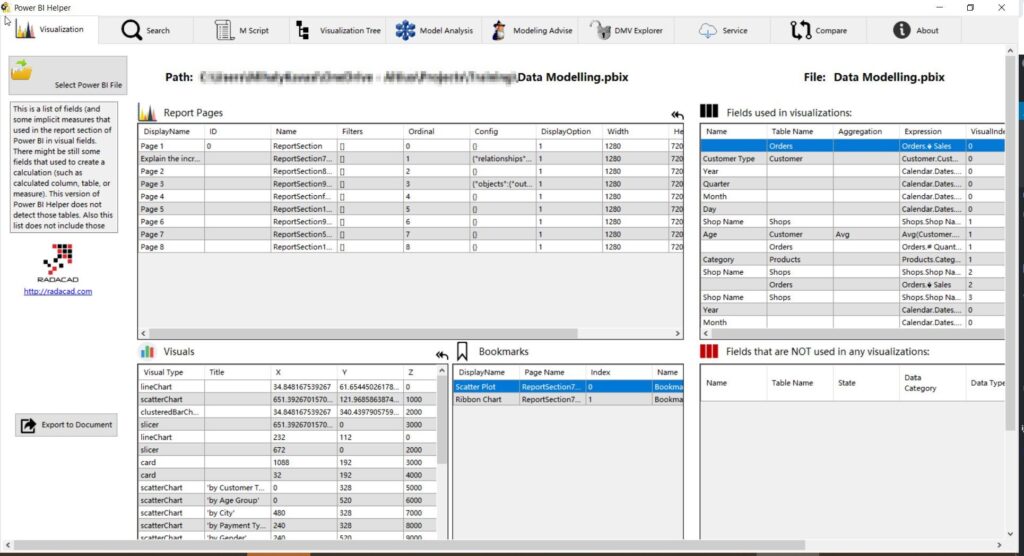 Power BI Helper
Visualization Search M Script Visualization Tree Model Analysis Modeling Advise DMV Explorer Service Compare About
Select Power BI File
Path: \Data Modelling.pbix
File: Data Modelling.pbix
This is a list of fields (and
some implicit measures that
used in the report section of
Power BI in visual fields.
There might be still some
fields that used to create a
calculation (such as
calculated column, table, or
measure). This version of
Power BI Helper does not
detect those tables. Also this
list does not include those
RADACAD
http://radacad.com
Export to Document
Report Pages
DisplayName ID Name Filters Ordinal Config DisplayOption Width He
Page 1 0 ReportSection [] 0 {} 1 1280 720
Explain the incr... ReportSection7... [] 1 {"relationships"... 1 1280 720
Page 2 ReportSection8... [] 2 {} 1 1280 720
Page 3 ReportSection9... [] 3 {"objects":{"out... 1 1280 720
Page 4 ReportSectionf... [] 4 {} 1 1280 720
Page 5 ReportSection1... [] 5 {} 1 1280 720
Page 6 ReportSection9... [] 6 {} 1 1280 720
Page 7 ReportSection5... [] 7 {} 1 1280 720
Page 8 ReportSection1... [] 8 {} 1 1280 720
Fields used in visualizations:
Name Table Name Aggregation Expression VisualInde
Orders Orders.� Sales 0
Customer Type Customer Customer.Cust... 0
Year Calendar.Dates.... 0
Quarter Calendar.Dates.... 0
Month Calendar.Dates.... 0
Day Calendar.Dates.... 0
Shop Name Shops Shops.Shop Na... 1
Age Customer Avg Avg(Customer.... 1
Orders Orders.# Quant... 1
Category Products Products.Categ... 1
Shop Name Shops Shops.Shop Na... 2
Orders Orders.� Sales 2
Shop Name Shops Shops.Shop Na... 3
Year Calendar.Dates.... 0
Month Calendar.Dates.... 0
Visuals
Visual Type Title X Y Z
lineChart 34.848167539267 61.65445026178... 0
scatterChart 651.3926701570... 121.9685863874... 1000
clusteredBarCh... 34.848167539267 340.4397905759... 2000
slicer 651.3926701570... 0 3000
lineChart 232 112 0
slicer 672 0 2000
card 1088 192 3000
card 32 192 4000
scatterChart 'by Customer T... 0 328 5000
scatterChart 'by Age Group' 0 520 6000
scatterChart 'by City' 480 328 7000
scatterChart 'by Payment Ty... 240 328 8000
scatterChart 'by Gender' 240 520 9000
Bookmarks
DisplayName Page Name Index Name
Scatter Plot ReportSection7... 0 Bookma
Ribbon Chart ReportSection7... 1 Bookma
Fields that are NOT used in any visualizations:
Name Table Name State Data Category Data Type